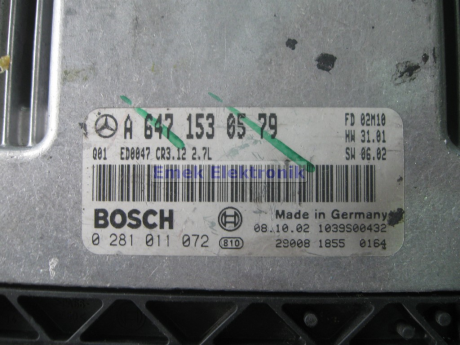 A 647 153 05 79
FD 02M10
HW 31.01
Q01 ED0047 CR3.12 2.7L
SW 06.02
Emek Elektronik
BOSCH
Made in Germany
08.10.02 1039S00432
0 281 011 072 810
29008 1855 0164